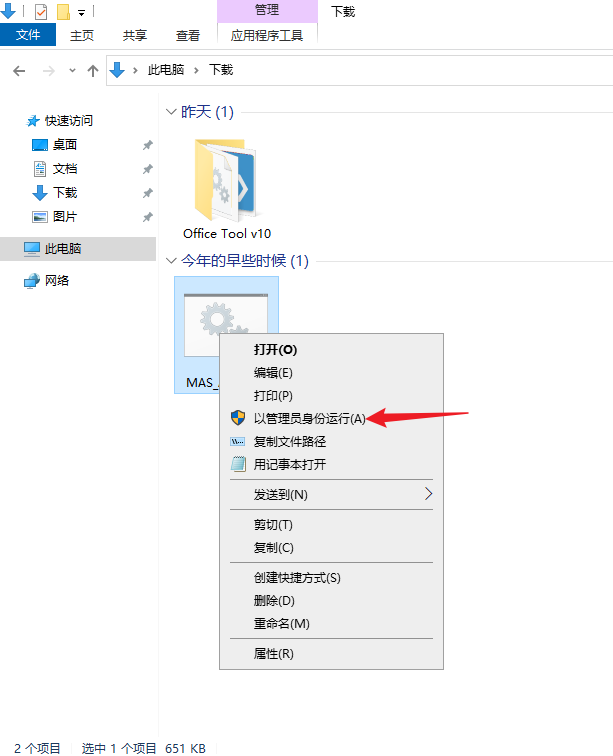 管理
下载
文件
主页
共享
查看
应用程序工具
此电脑
下载
快速访问
桌面
文档
下载
图片
此电脑
网络
昨天 (1)
Office Tool v10
今年的早些时候 (1)
MAS_
打开(O)
编辑(E)
打印(P)
以管理员身份运行(A)
复制文件路径
用记事本打开
发送到(N)
剪切(T)
复制(C)
创建快捷方式(S)
删除(D)
重命名(M)
属性(R)
2 个项目
选中 1 个项目 651 KB